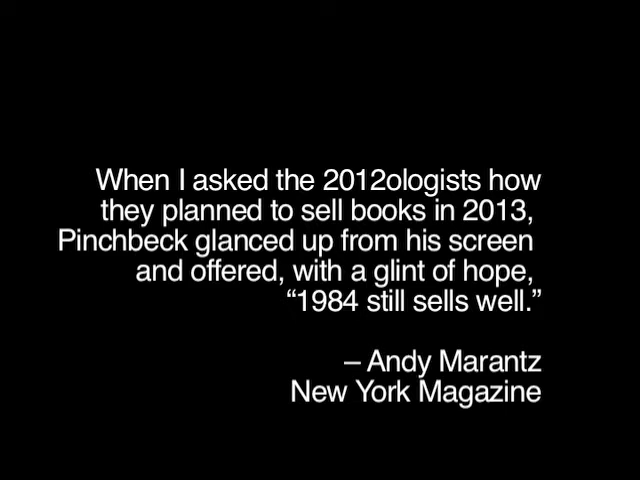 When I asked the 2012ologists how
they planned to sell books in 2013,
Pinchbeck glanced up from his screen
and offered, with a glint of hope,
“1984 still sells well.”
– Andy Marantz
New York Magazine